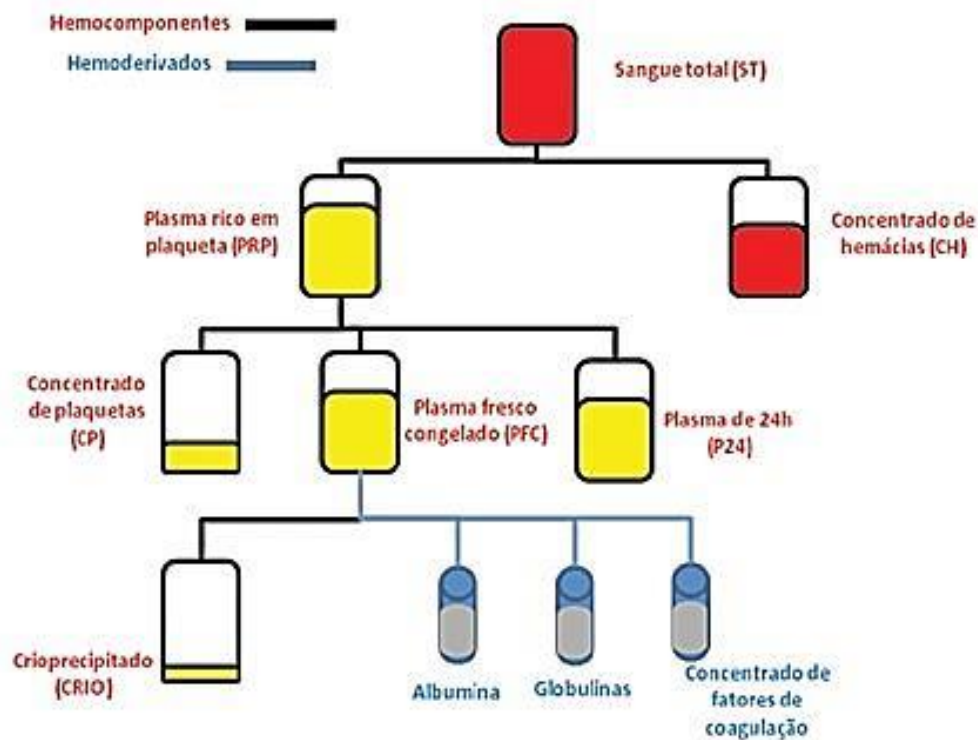 Hemocomponentes
Hemoderivados
Sangue total (ST)
Plasma rico em
plaqueta (PRP)
Concentrado de
hemácias (CH)
Concentrado
de plaquetas
(CP)
Plasma fresco
congelado (PFC)
Plasma de 24h
(P24)
Crioprecipitado
(CRIO)
Albumina
Globulinas
Concentrado de
fatores de
coagulação